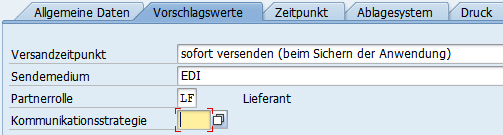 Allgemeine Daten Vorschlagswerte Zeitpunkt Ablagesystem Druck
Versandzeitpunkt sofort versenden (beim Sichern der Anwendung)
Sendemedium EDI
Partnerrolle LF Lieferant
Kommunikationsstrategie